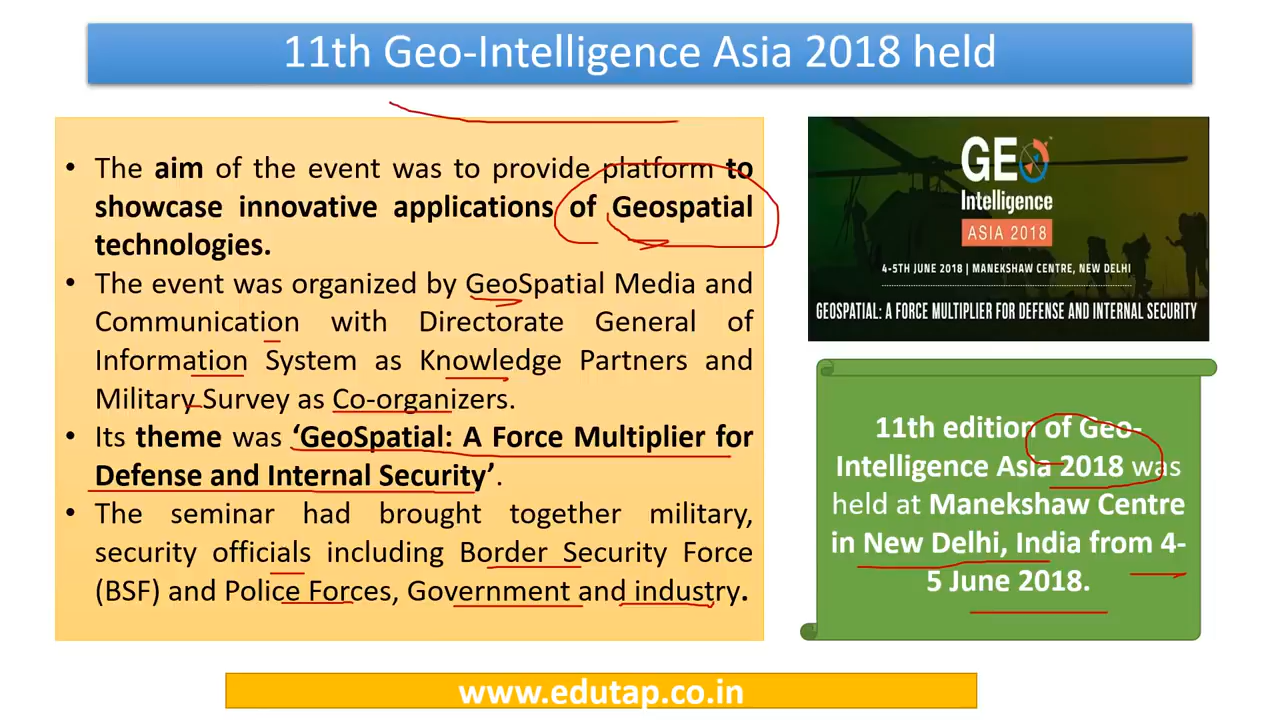 11th Geo-Intelligence Asia 2018 held
• The aim of the event was to provide platform to
showcase innovative applications of Geospatial
technologies.
• The event was organized by GeoSpatial Media and
Communication with Directorate General of
Information System as Knowledge Partners and
Military Survey as Co-organizers.
• Its theme was ‘GeoSpatial: A Force Multiplier for
Defense and Internal Security’.
• The seminar had brought together military,
security officials including Border Security Force
(BSF) and Police Forces, Government and industry.
GEO
Intelligence
ASIA 2018
4-5TH JUNE 2018 | MANEKSHAW CENTRE, NEW DELHI
GEOSPATIAL: A FORCE MULTIPLIER FOR DEFENSE AND INTERNAL SECURITY
11th edition of Geo-
Intelligence Asia 2018 was
held at Manekshaw Centre
in New Delhi, India from 4-
5 June 2018.
www.edutap.co.in